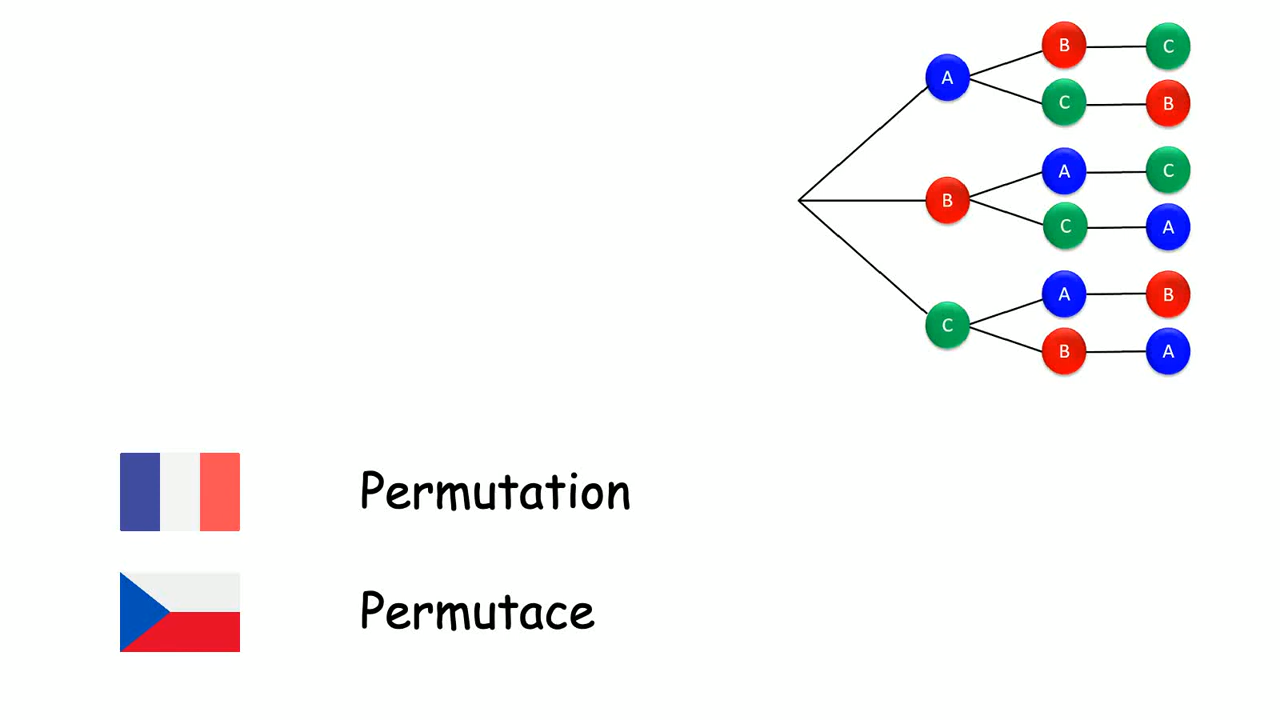 B C
A
C B
A C
B
C A
A B
C
B A
Permutation
Permutace